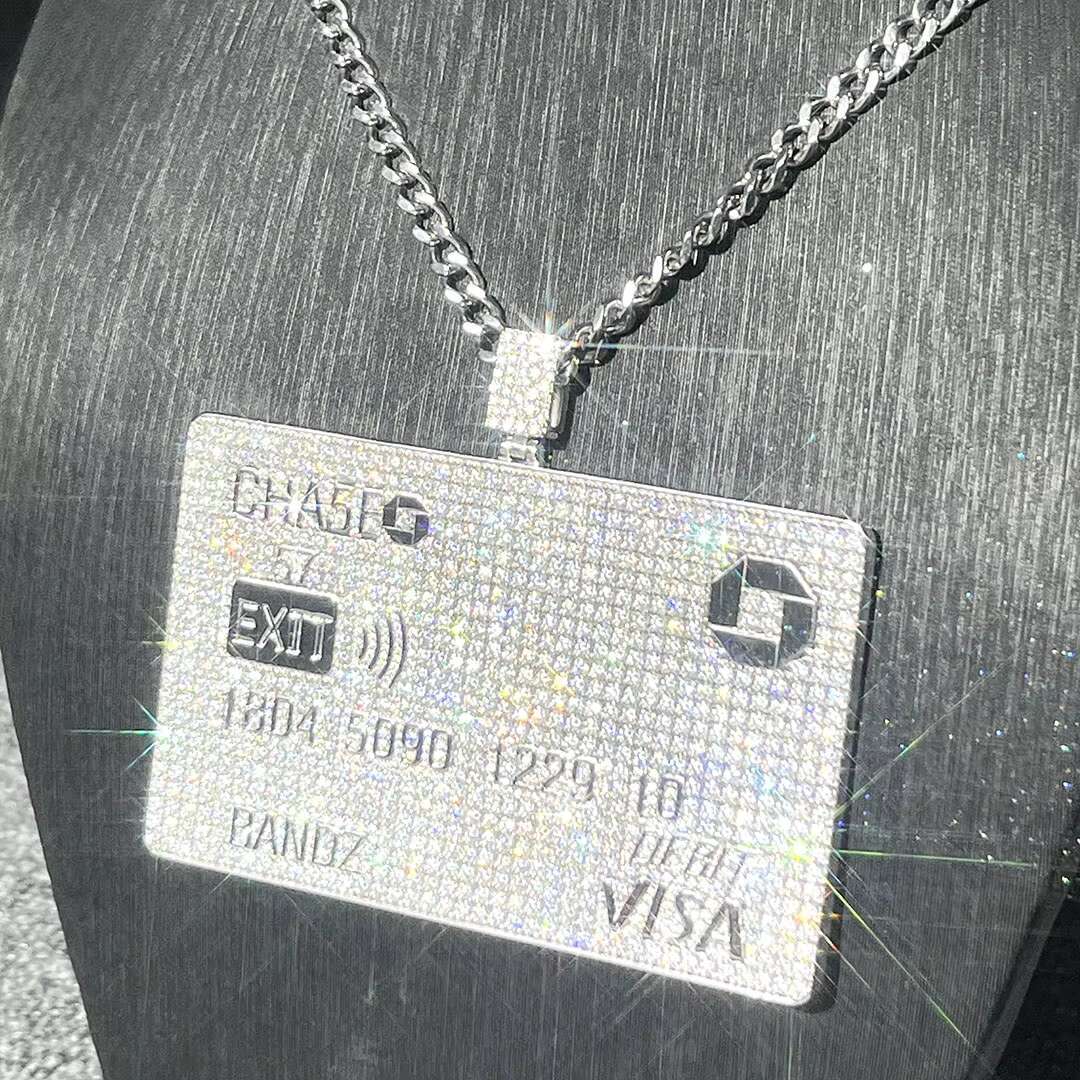 CHASE
57
EXIT
1804 5090 1229 10
BANDZ
DEBIT
VISA